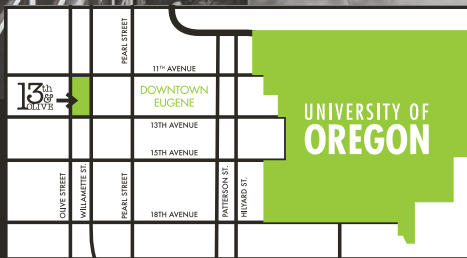 PEARL STREET
11TH AVENUE
13th
&
OLIVE
DOWNTOWN
EUGENE
13TH AVENUE
UNIVERSITY OF
OREGON
15TH AVENUE
OLIVE STREET
WILLAMETTE ST.
PEARL STREET
18TH AVENUE
PATTERSON ST.
HILYARD ST.